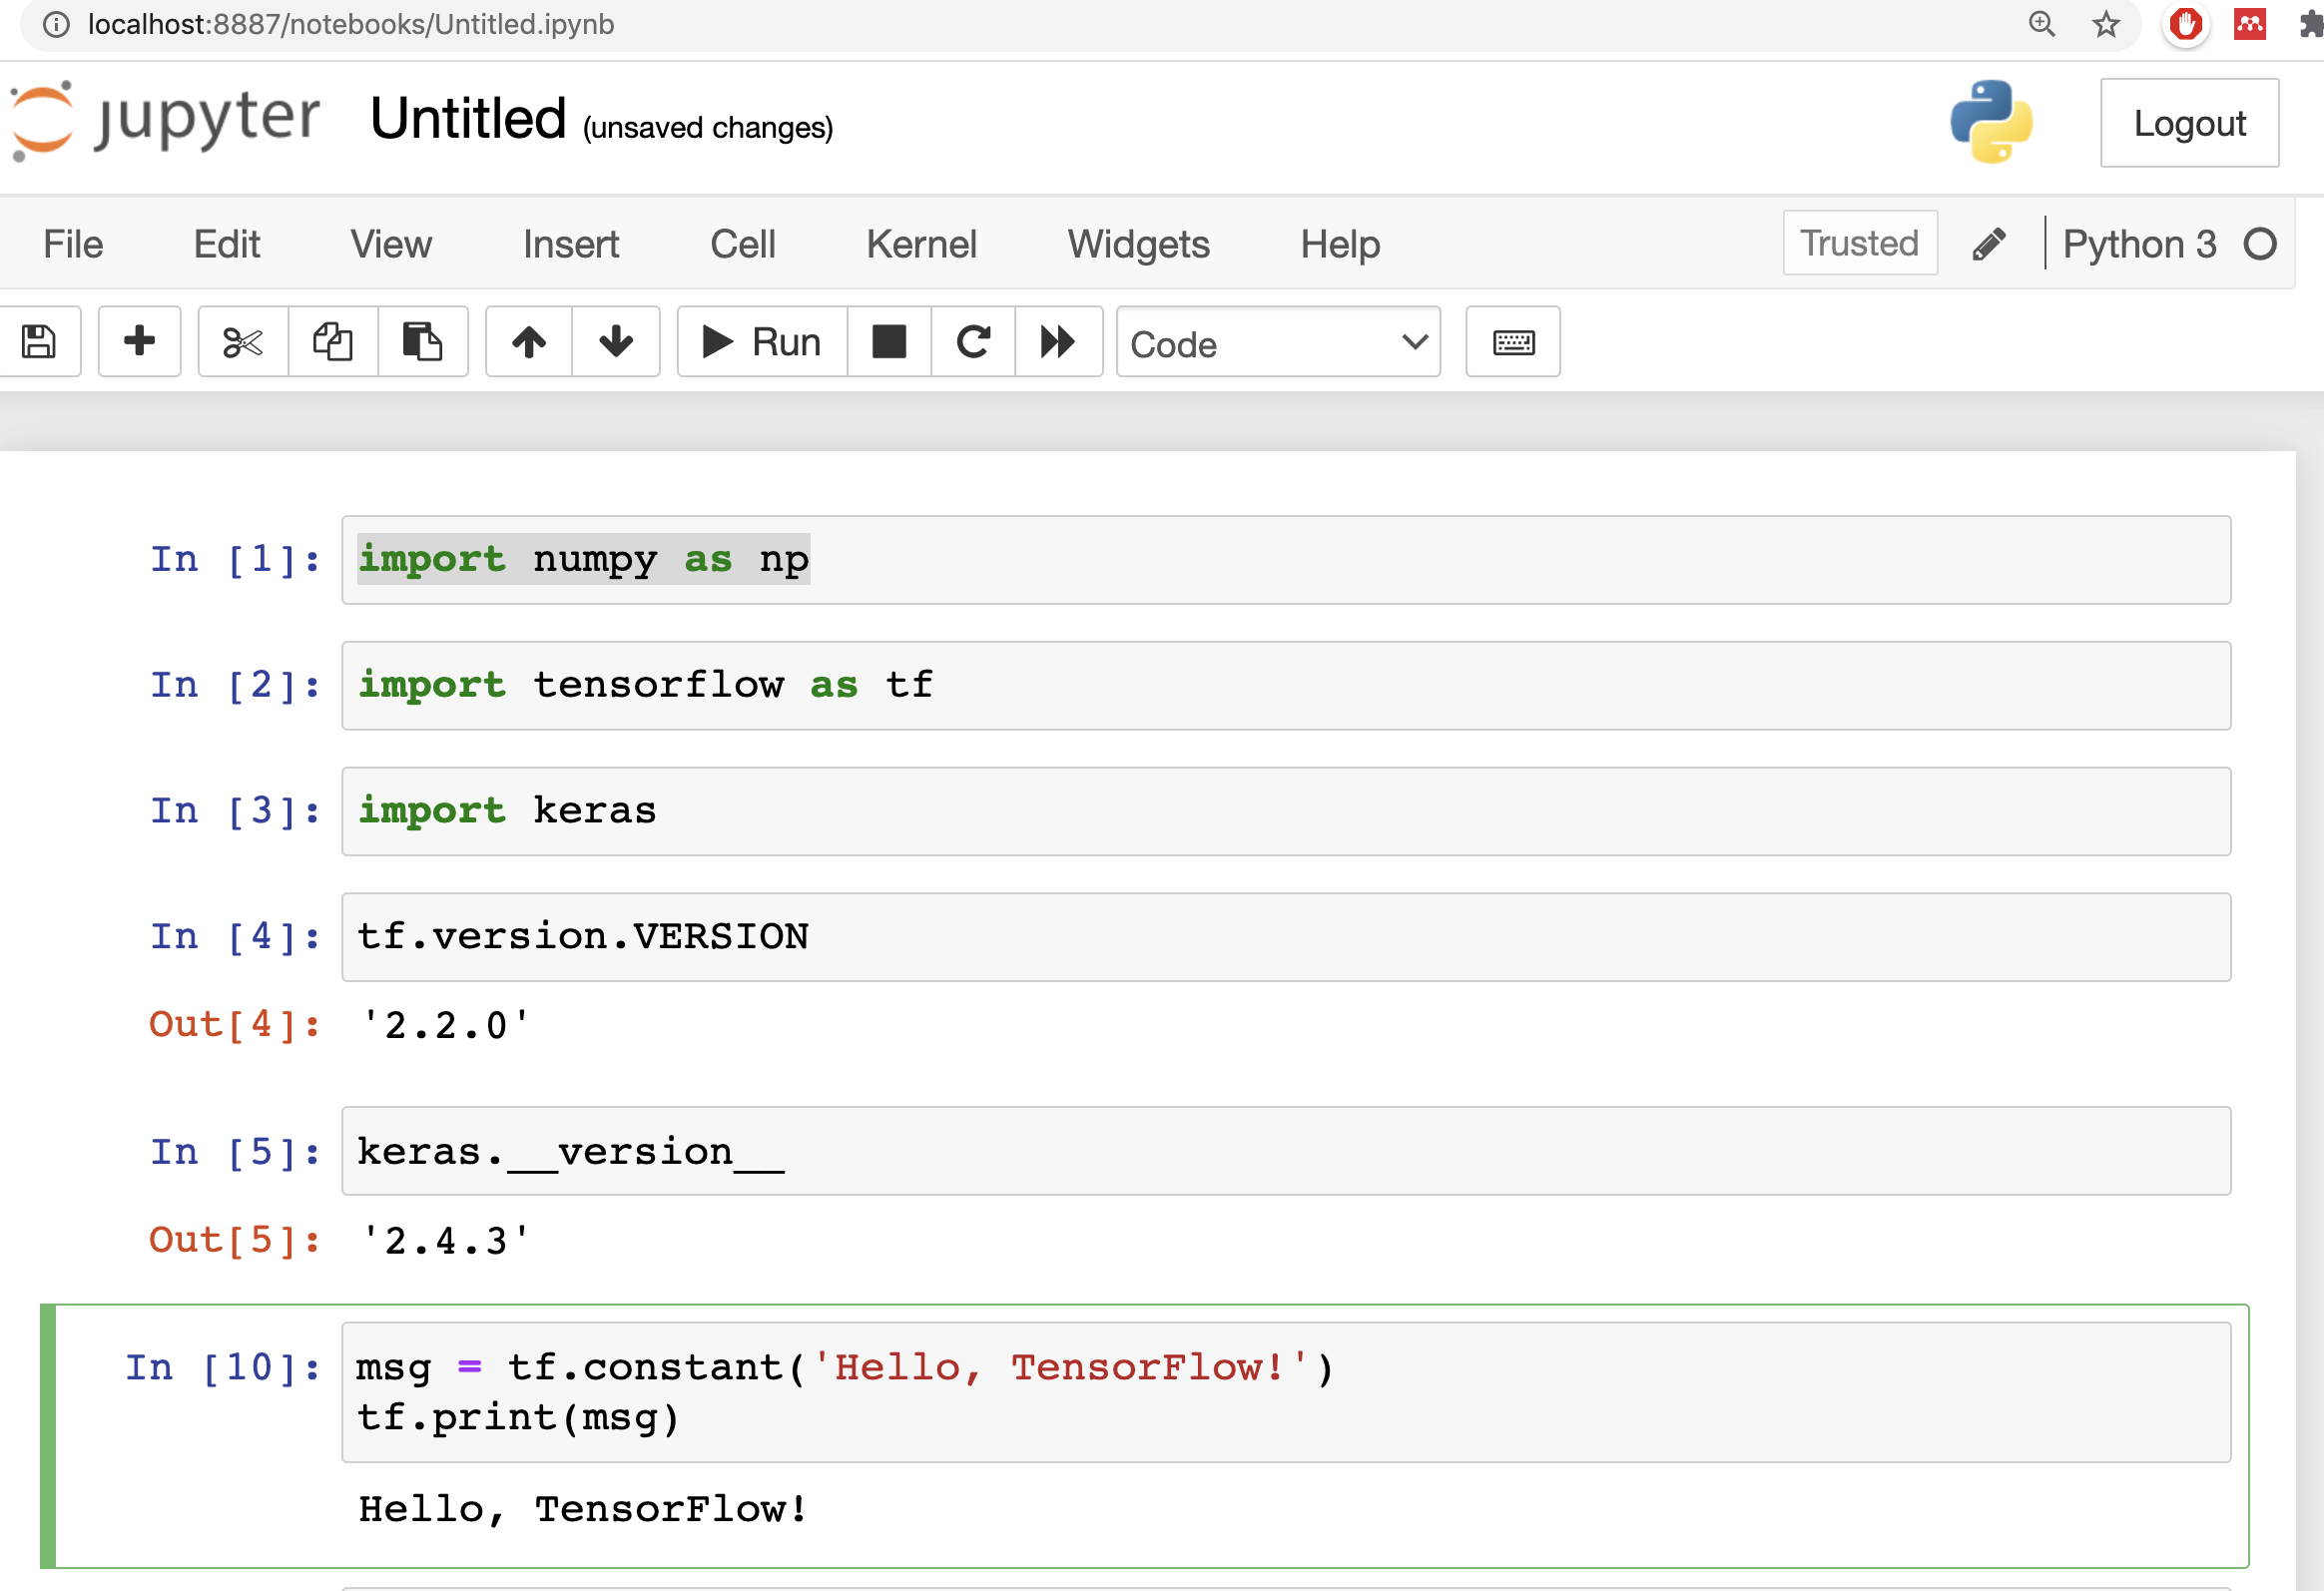 localhost:8887/notebooks/Untitled.ipynb
jupyter Untitled (unsaved changes) Logout
File Edit View Insert Cell Kernel Widgets Help Trusted Python 3
Run Code
In [1]: import numpy as np
In [2]: import tensorflow as tf
In [3]: import keras
In [4]: tf.version.VERSION
Out[4]: '2.2.0'
In [5]: keras.__version__
Out[5]: '2.4.3'
In [10]: msg = tf.constant('Hello, TensorFlow!')
tf.print(msg)
Hello, TensorFlow!